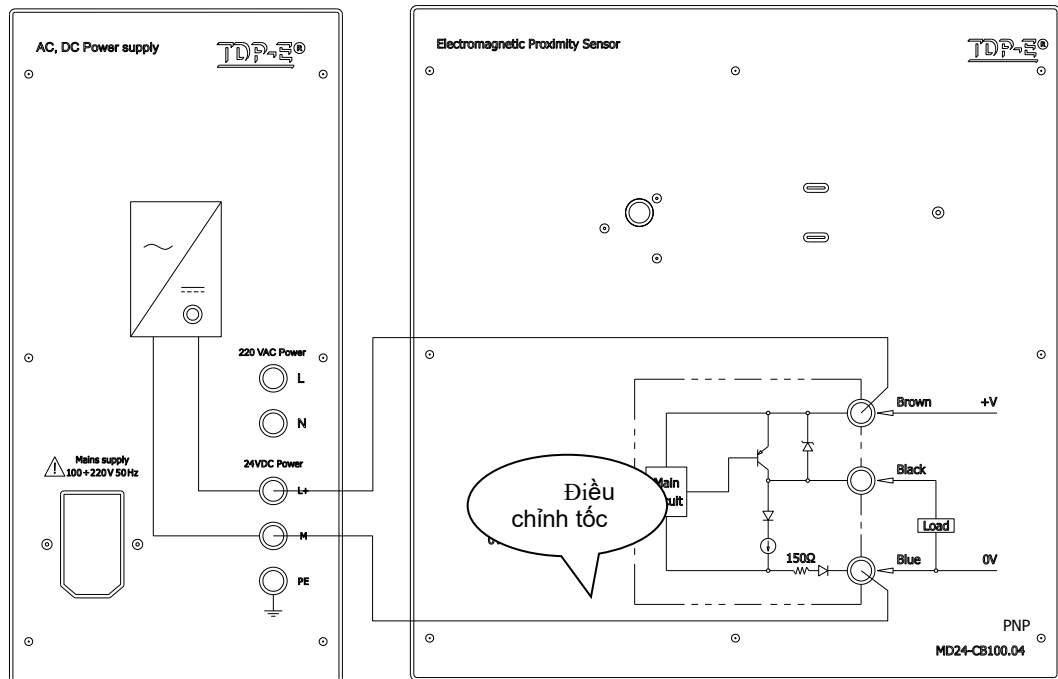 AC, DC Power supply
TDP-E®
220 VAC Power
L
N
Mains supply
100÷220V 50Hz
24VDC Power
L+
M
PE
Electromagnetic Proximity Sensor
TDP-E®
Brown +V
Black
Main
Điều
chỉnh tốc
Load
150Ω
Blue 0V
PNP
MD24-CB100.04